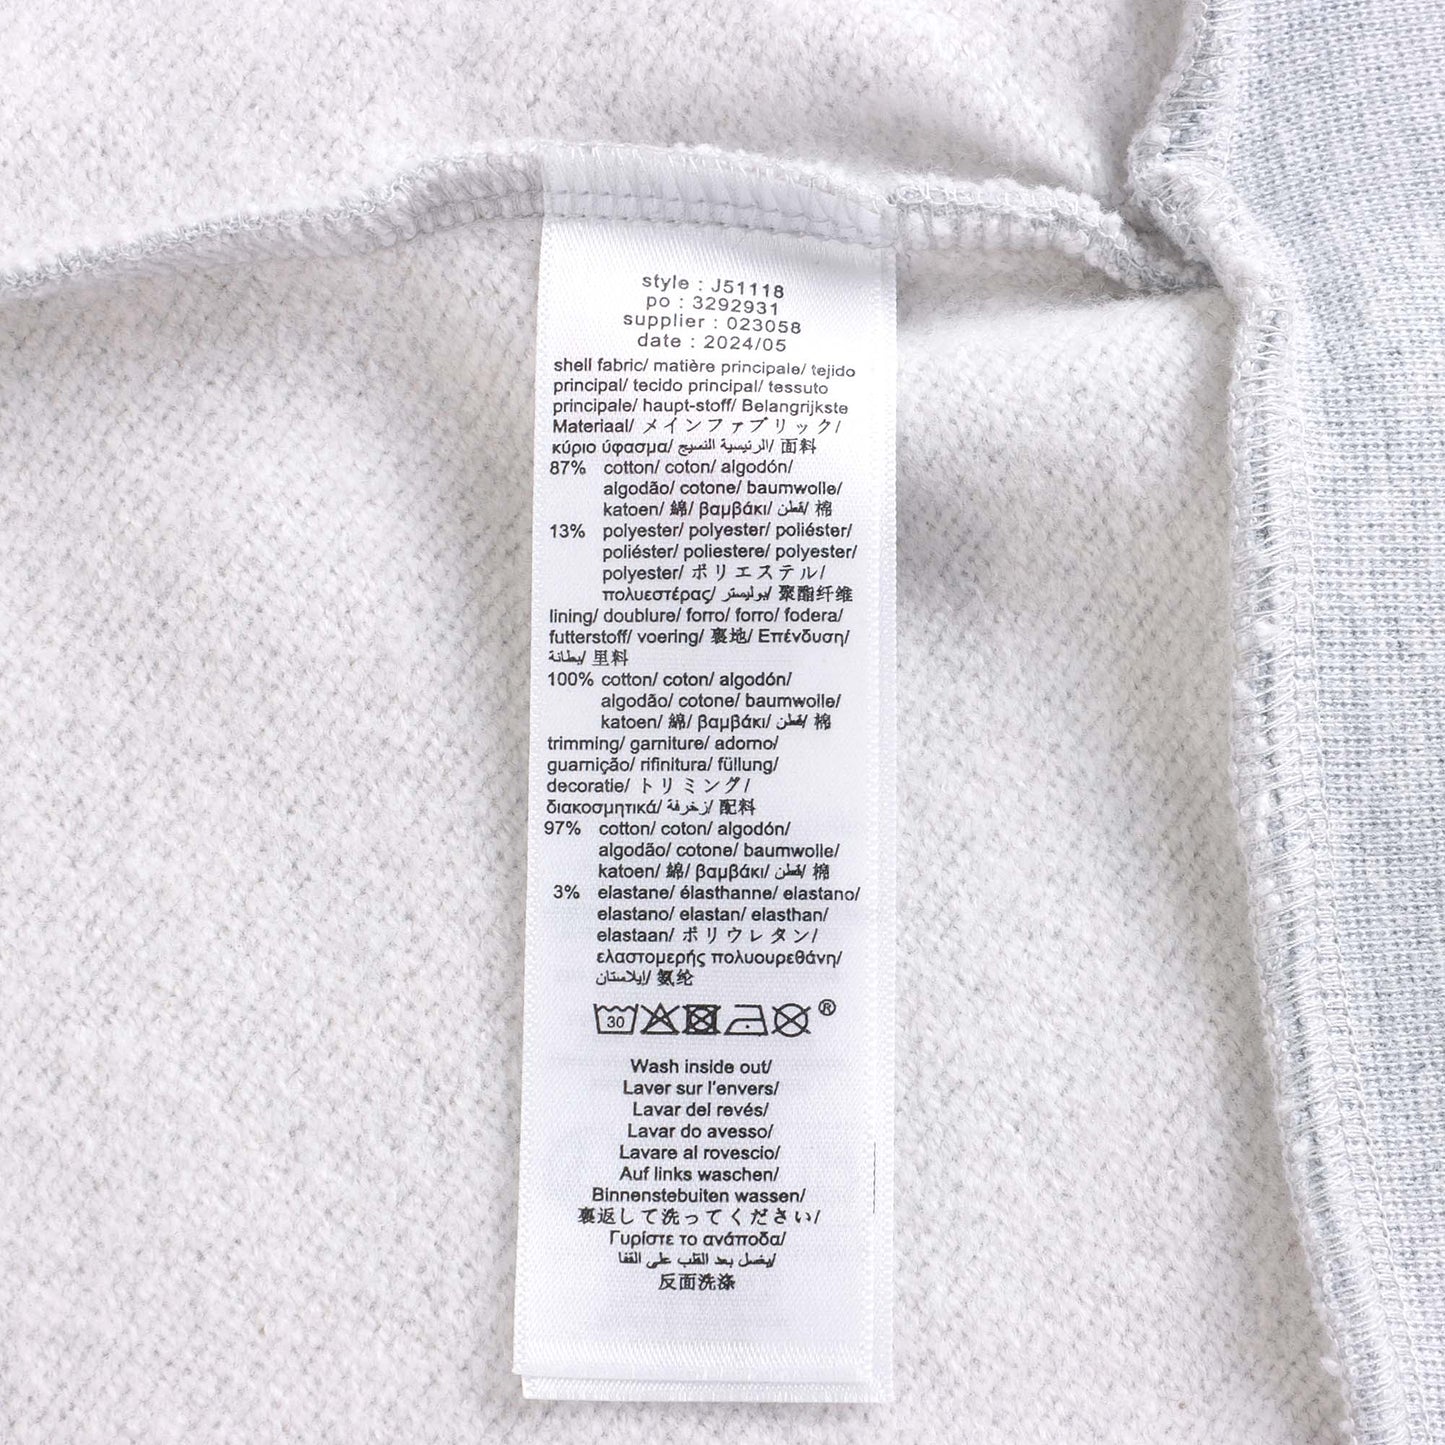 style : J51118
po : 3292931
supplier : 023058
date : 2024/05
shell fabric/ matière principale/ tejido
principal/ tecido principal/ tessuto
principale/ haupt-stoff/ Belangrijkste
Materiaal/ メインファブリック/
κύριο ύφασμα/ الرئيسية النسيج/ 面料
87% cotton/ coton/ algodón/
algodão/ cotone/ baumwolle/
katoen/ 綿/ βαμβάκι/ قطن/ 棉
13% polyester/ polyester/ poliéster/
poliéster/ poliestere/ polyester/
polyester/ ポリエステル/
πολυεστέρας/ بوليستر/ 聚酯纤维
lining/ doublure/ forro/ forro/ fodera/
futterstoff/ voering/ 裏地/ Επένδυση/
بطانة/ 里料
100% cotton/ coton/ algodón/
algodão/ cotone/ baumwolle/
katoen/ 綿/ βαμβάκι/ قطن/ 棉
trimming/ garniture/ adorno/
guarnição/ rifinitura/ füllung/
decoratie/ トリミング/
διακοσμητικά/ زخرفة/ 配料
97% cotton/ coton/ algodón/
algodão/ cotone/ baumwolle/
katoen/ 綿/ βαμβάκι/ قطن/ 棉
3% elastane/ élasthanne/ elastano/
elastano/ elastan/ elasthan/
elastaan/ ポリウレタン/
ελαστομερής πολυουρεθάνη/
إيلاستان/ 氨纶
30 ®
Wash inside out/
Laver sur l'envers/
Lavar del revés/
Lavar do avesso/
Lavare al rovescio/
Auf links waschen/
Binnenstebuiten wassen/
裏返して洗ってください/
Γυρίστε το ανάποδα/
يغسل بعد القلب على القفا/
反面洗涤